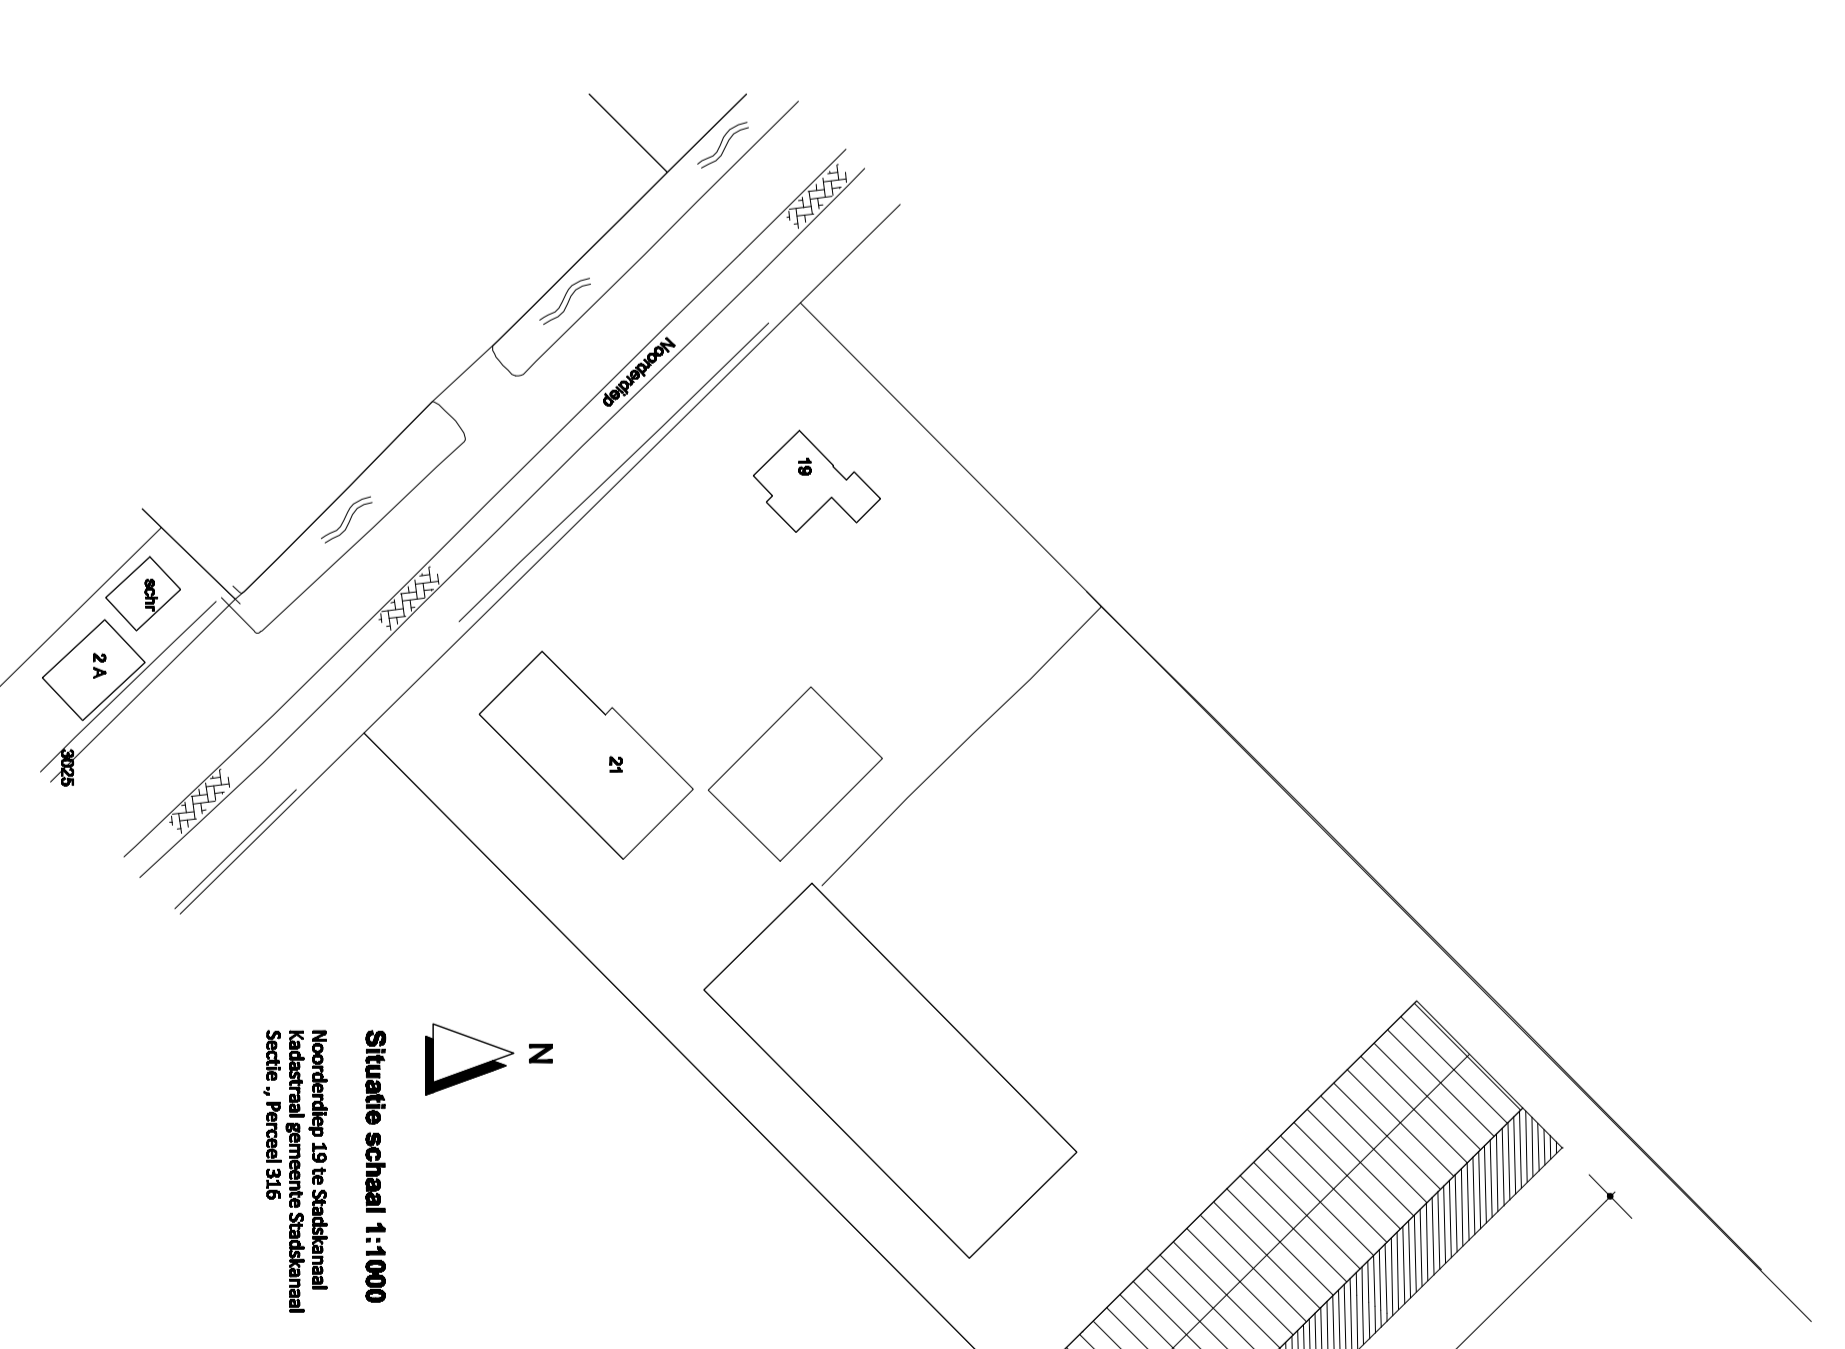 Noorderdiep
19
schr
2 A
21
3025
N
Situatie schaal 1:1000
Noorderdiep 19 te Stadskanaal
Kadastraal gemeente Stadskanaal
Sectie ., Perceel 316